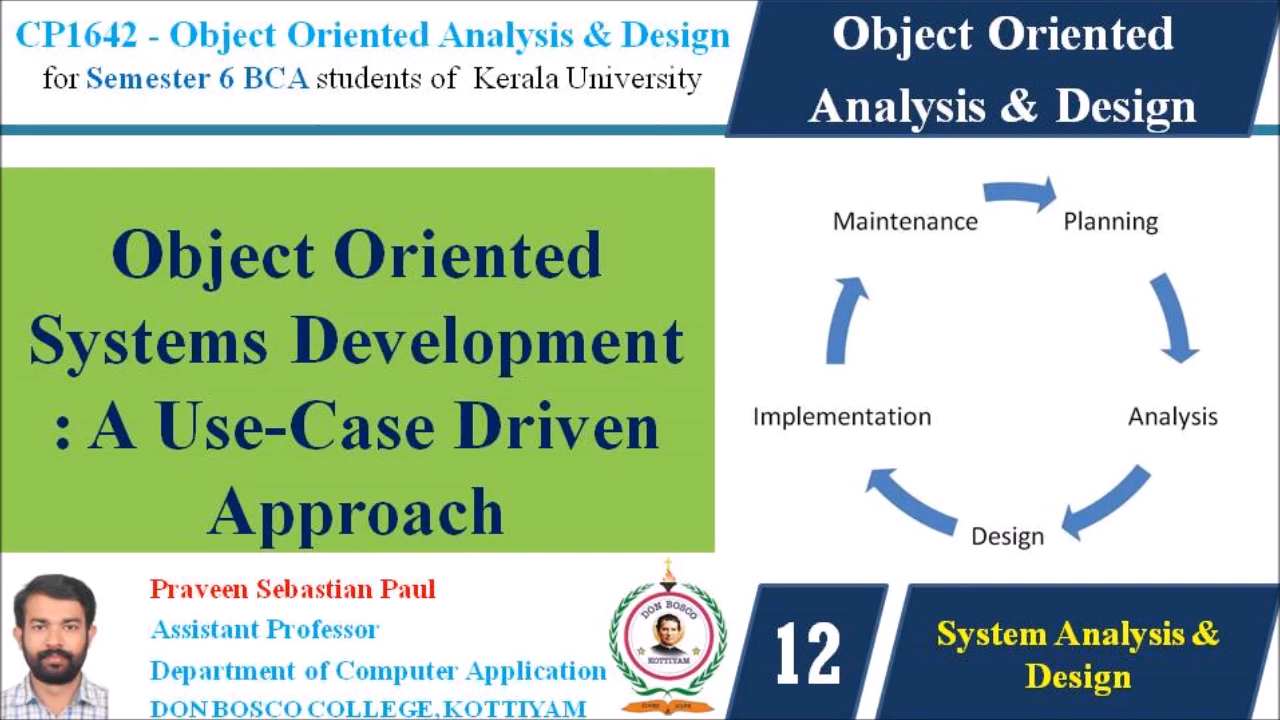 CP1642 - Object Oriented Analysis & Design
for Semester 6 BCA students of Kerala University
Object Oriented
Analysis & Design
Object Oriented
Systems Development
: A Use-Case Driven
Approach
Maintenance
Planning
Implementation
Analysis
Design
Praveen Sebastian Paul
Assistant Professor
Department of Computer Application
DON BOSCO COLLEGE, KOTTIYAM
DON BOSCO
KOTTIYAM
12
System Analysis &
Design